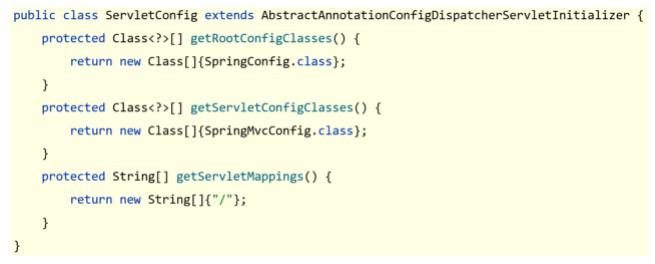 public class ServletConfig extends AbstractAnnotationConfigDispatcherServletInitializer {
    protected Class<?>[] getRootConfigClasses() {
        return new Class[]{SpringConfig.class};
    }
    protected Class<?>[] getServletConfigClasses() {
        return new Class[]{SpringMvcConfig.class};
    }
    protected String[] getServletMappings() {
        return new String[]{"/"};
    }
}